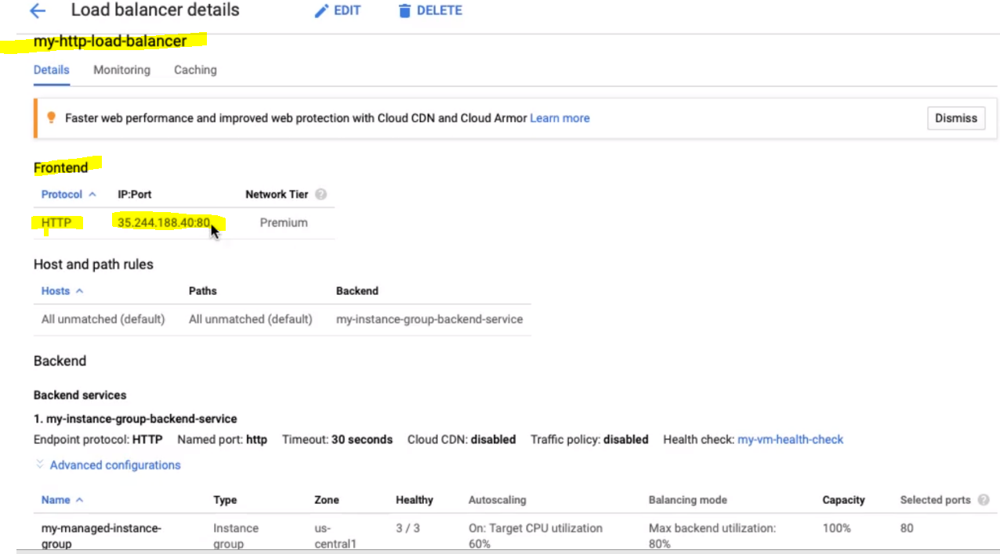 Load balancer details EDIT DELETE
my-http-load-balancer
Details Monitoring Caching
Faster web performance and improved web protection with Cloud CDN and Cloud Armor Learn more Dismiss
Frontend
Protocol IP:Port Network Tier ?
HTTP 35.244.188.40:80 Premium
Host and path rules
Hosts Paths Backend
All unmatched (default) All unmatched (default) my-instance-group-backend-service
Backend
Backend services
1. my-instance-group-backend-service
Endpoint protocol: HTTP Named port: http Timeout: 30 seconds Cloud CDN: disabled Traffic policy: disabled Health check: my-vm-health-check
Advanced configurations
Name Type Zone Healthy Autoscaling Balancing mode Capacity Selected ports ?
my-managed-instance- Instance us- 3 / 3 On: Target CPU utilization Max backend utilization: 100% 80
group group central1 60% 80%